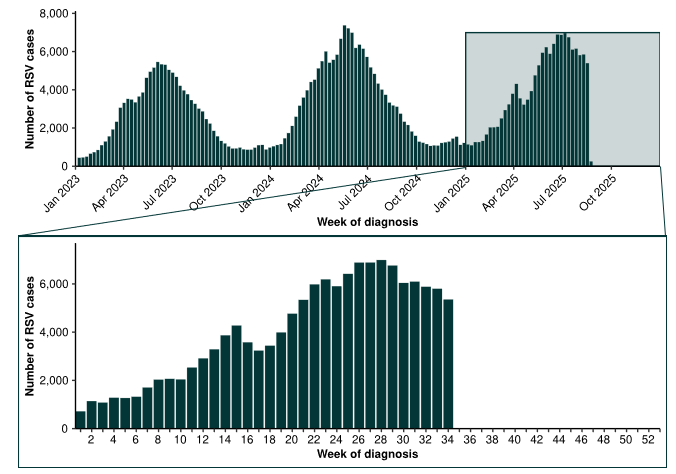 Number of RSV cases
8,000
6,000
4,000
2,000
0
Jan 2023 Apr 2023 Jul 2023 Oct 2023 Jan 2024 Apr 2024 Jul 2024 Oct 2024 Jan 2025 Apr 2025 Jul 2025 Oct 2025
Week of diagnosis
Number of RSV cases
6,000
4,000
2,000
0
2 4 6 8 10 12 14 16 18 20 22 24 26 28 30 32 34 36 38 40 42 44 46 48 50 52
Week of diagnosis